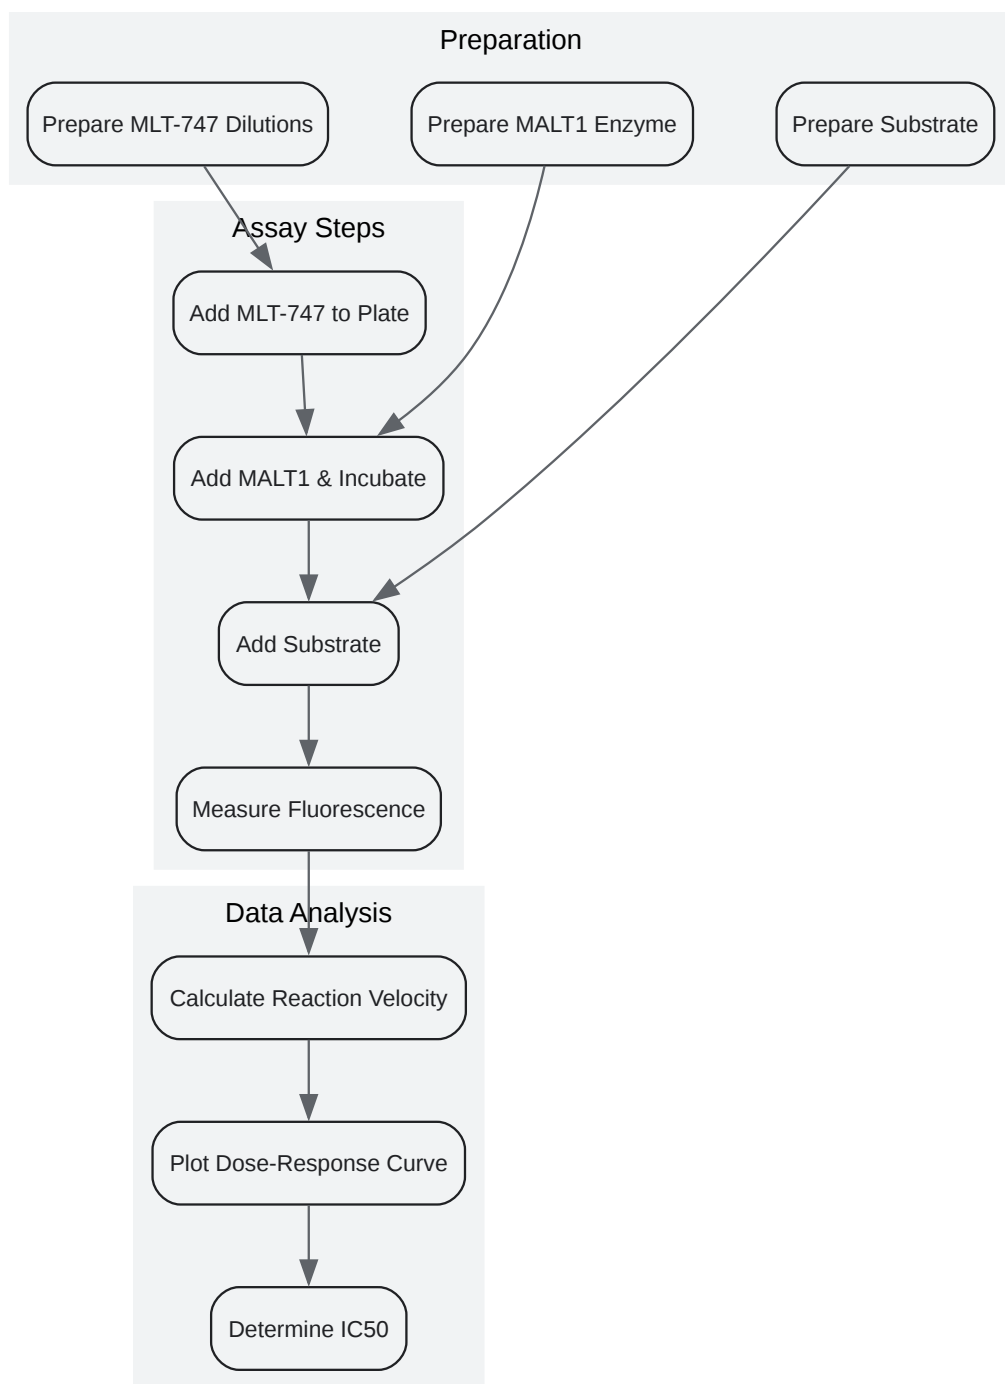 Preparation
Prepare MLT-747 Dilutions
Prepare MALT1 Enzyme
Prepare Substrate
Assay Steps
Add MLT-747 to Plate
Add MALT1 & Incubate
Add Substrate
Measure Fluorescence
Data Analysis
Calculate Reaction Velocity
Plot Dose-Response Curve
Determine IC50